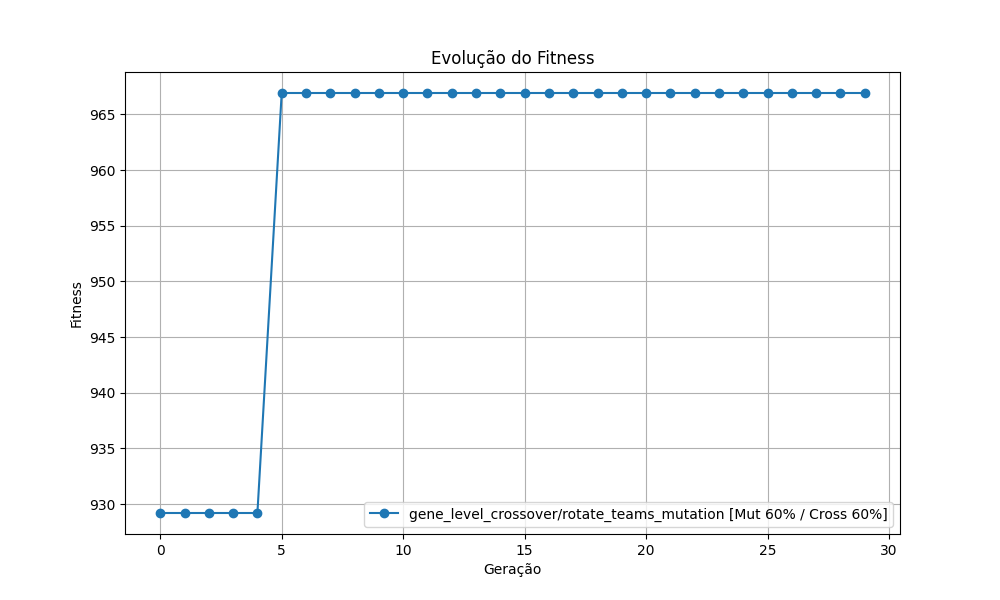 Evolução do Fitness
Fitness
965
960
955
950
945
940
935
930
gene_level_crossover/rotate_teams_mutation [Mut 60% / Cross 60%]
0 5 10 15 20 25 30
Geração